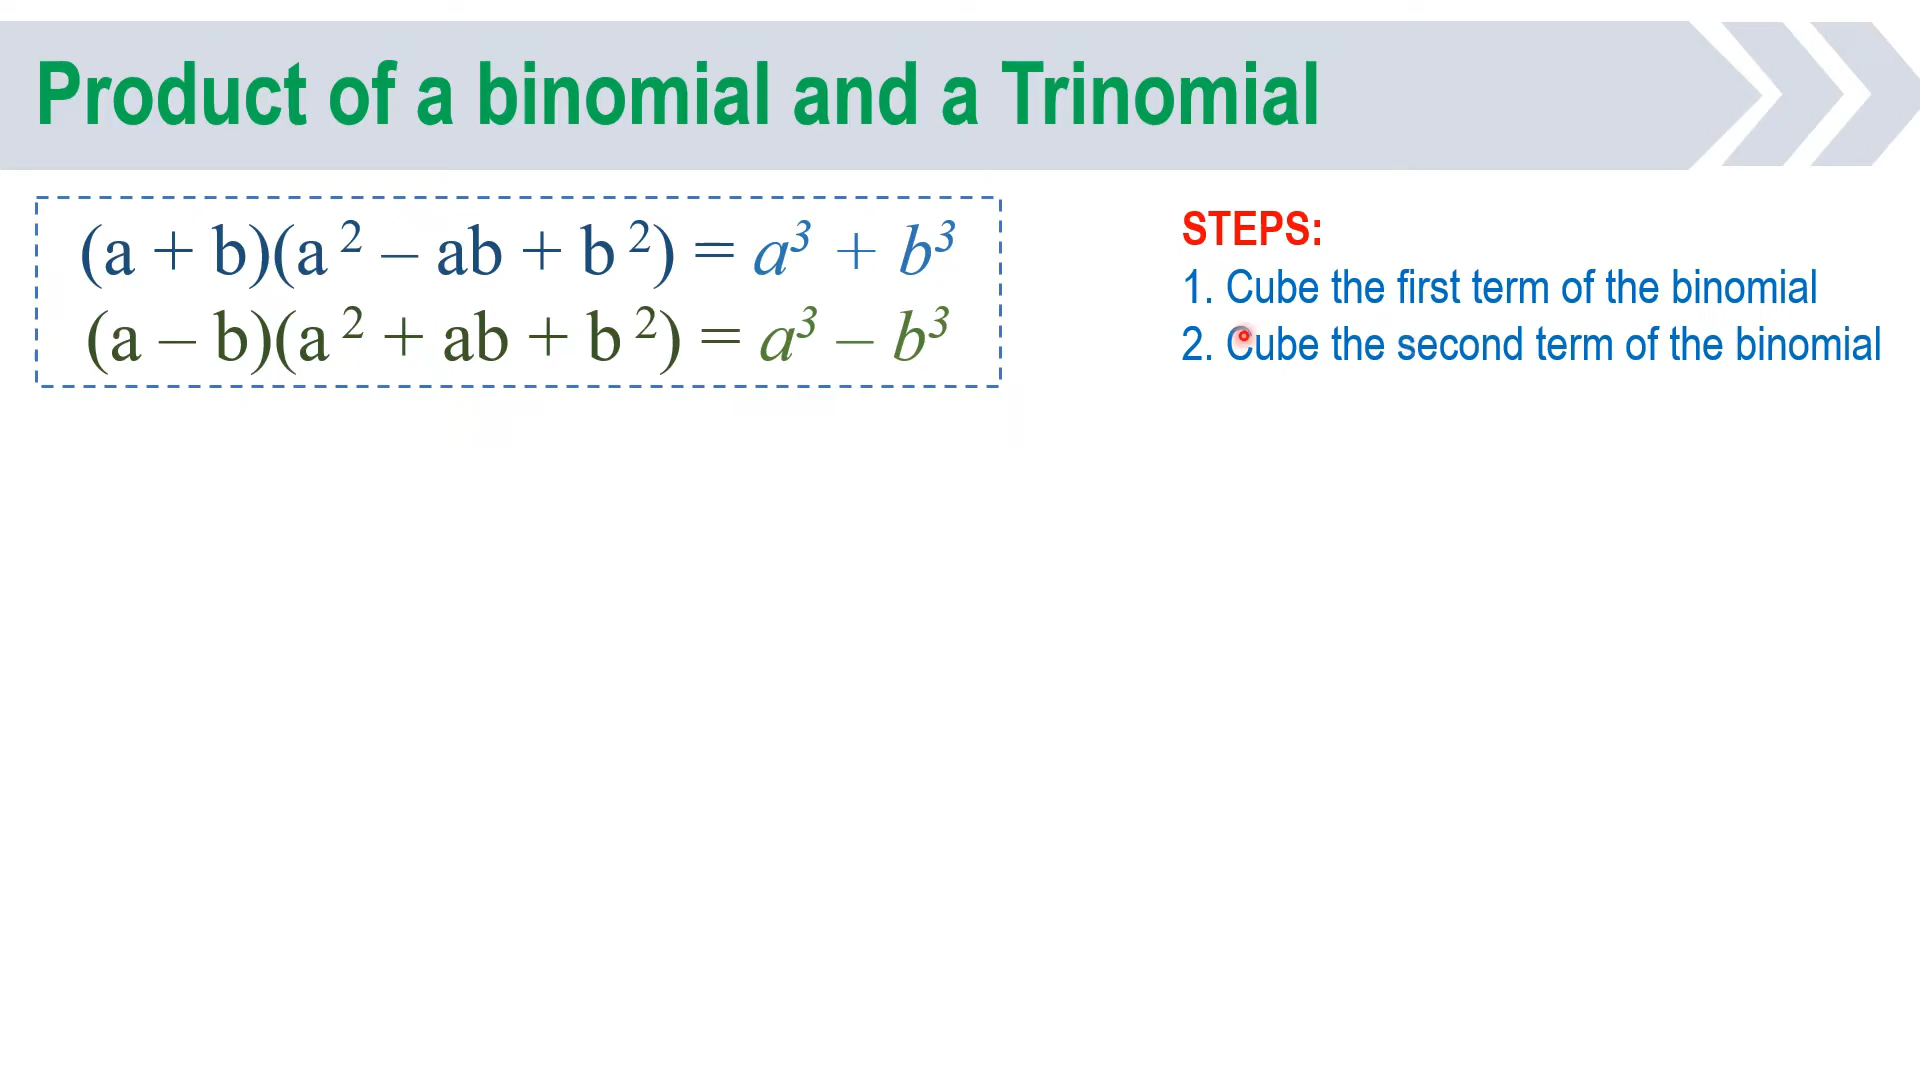 Product of a binomial and a Trinomial
(a + b)(a² – ab + b²) = a³ + b³
(a – b)(a² + ab + b²) = a³ – b³
STEPS:
1. Cube the first term of the binomial
2. Cube the second term of the binomial